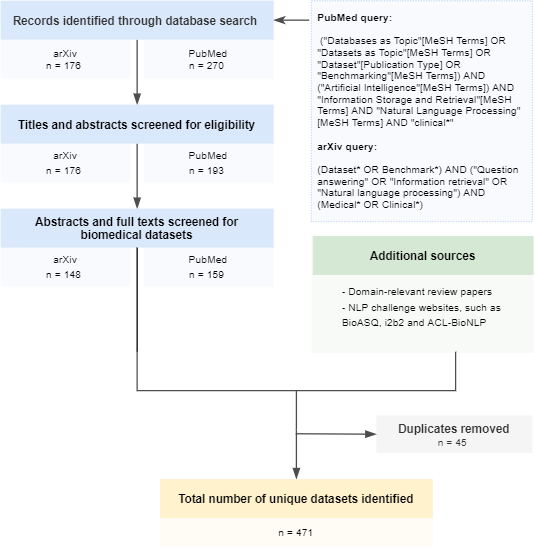 Records identified through database search
arXiv
n = 176
PubMed
n = 270
PubMed query:
("Databases as Topic"[MeSH Terms] OR
"Datasets as Topic"[MeSH Terms] OR
"Dataset"[Publication Type] OR
"Benchmarking"[MeSH Terms]) AND
("Artificial Intelligence"[MeSH Terms]) AND
"Information Storage and Retrieval"[MeSH
Terms] AND "Natural Language Processing"
[MeSH Terms] AND "clinical*"
arXiv query:
(Dataset* OR Benchmark*) AND ("Question
answering" OR "Information retrieval" OR
"Natural language processing") AND
(Medical* OR Clinical*)
Titles and abstracts screened for eligibility
arXiv
n = 176
PubMed
n = 193
Abstracts and full texts screened for
biomedical datasets
arXiv
n = 148
PubMed
n = 159
Additional sources
- Domain-relevant review papers
- NLP challenge websites, such as
BioASQ, i2b2 and ACL-BioNLP
Duplicates removed
n = 45
Total number of unique datasets identified
n = 471